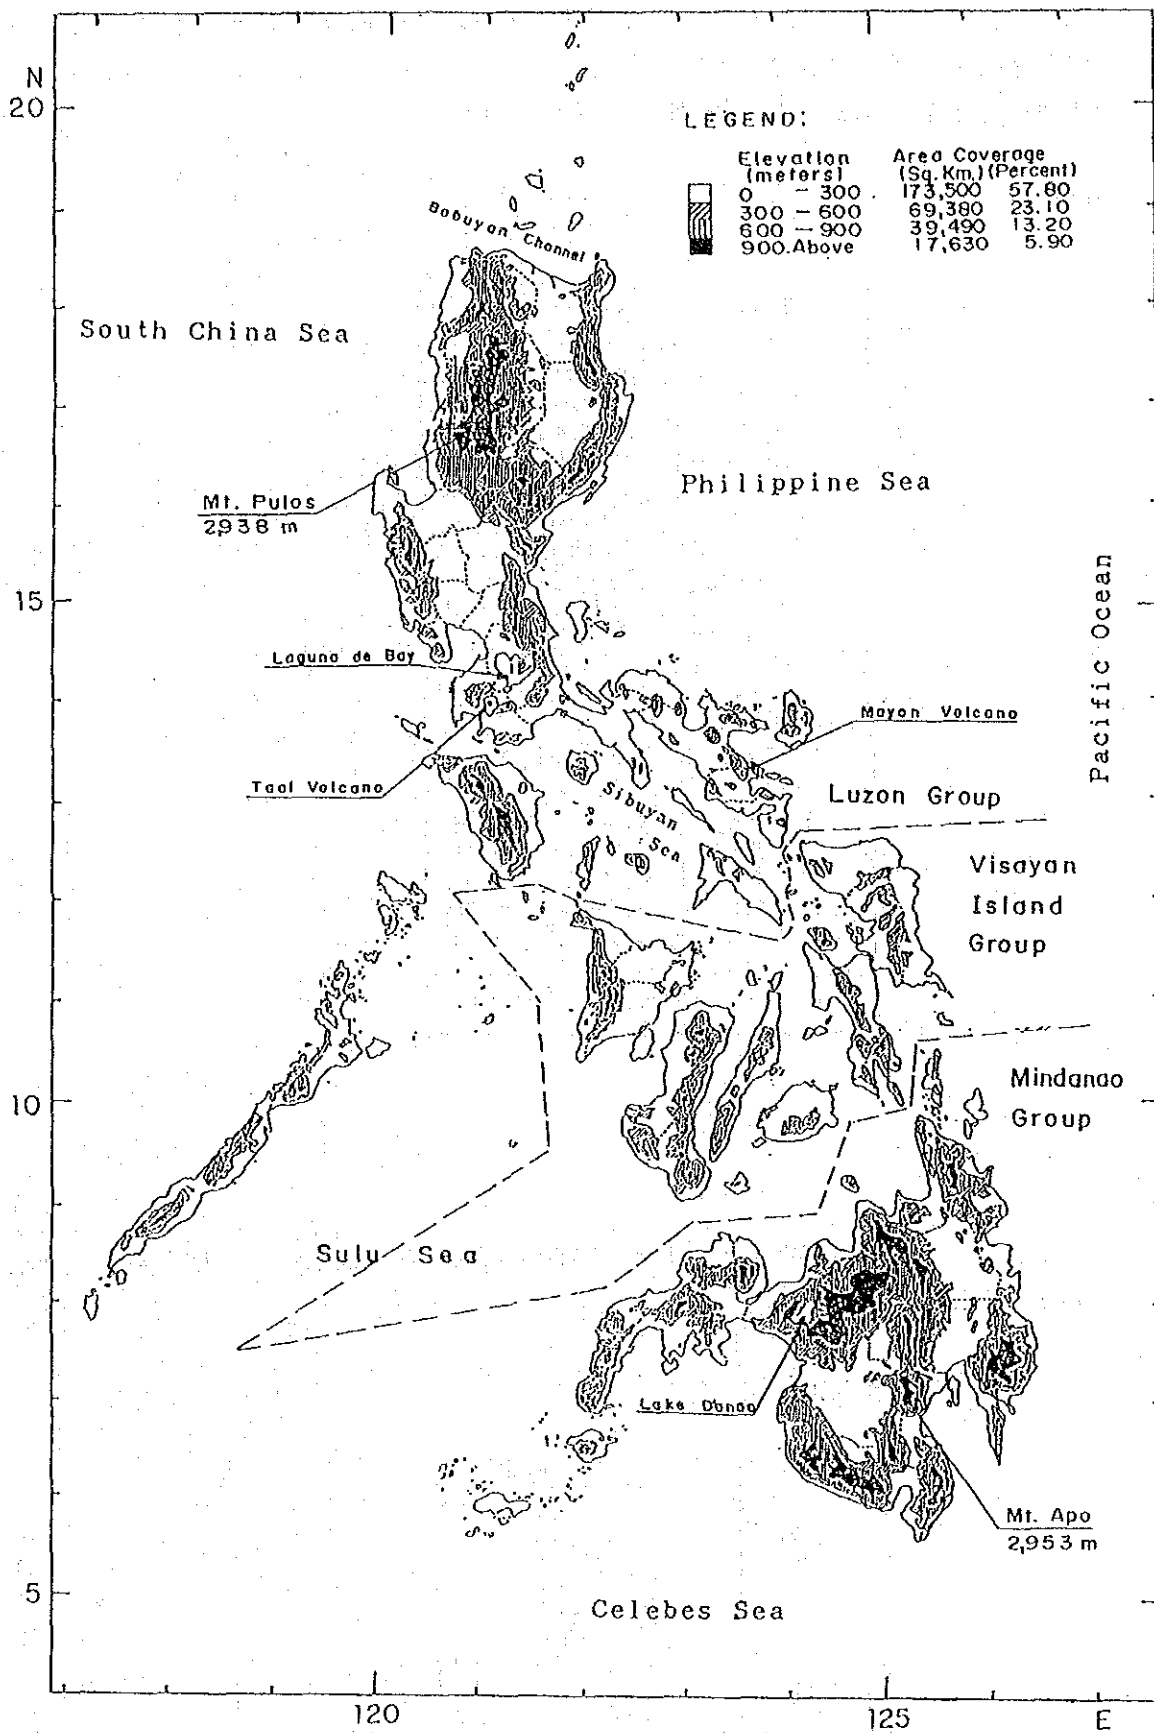 N
20
LEGEND:
Elevation Area Coverage
(meters) (Sq. Km.) (Percent)
0 - 300 . 173,500 57.80
300 - 600 69,380 23.10
600 - 900 39,490 13.20
900.Above 17,630 5.90
Babuyan Channel
South China Sea
Philippine Sea
Mt. Pulos
2938 m
Pacific Ocean
15
Laguna de Bay
Mayon Volcano
Taal Volcano
Sibuyan
Sea
Luzon Group
Visayan
Island
Group
10
Mindanao
Group
Sulu Sea
Lake Danao
Mt. Apo
2,953 m
5
Celebes Sea
120
125
E